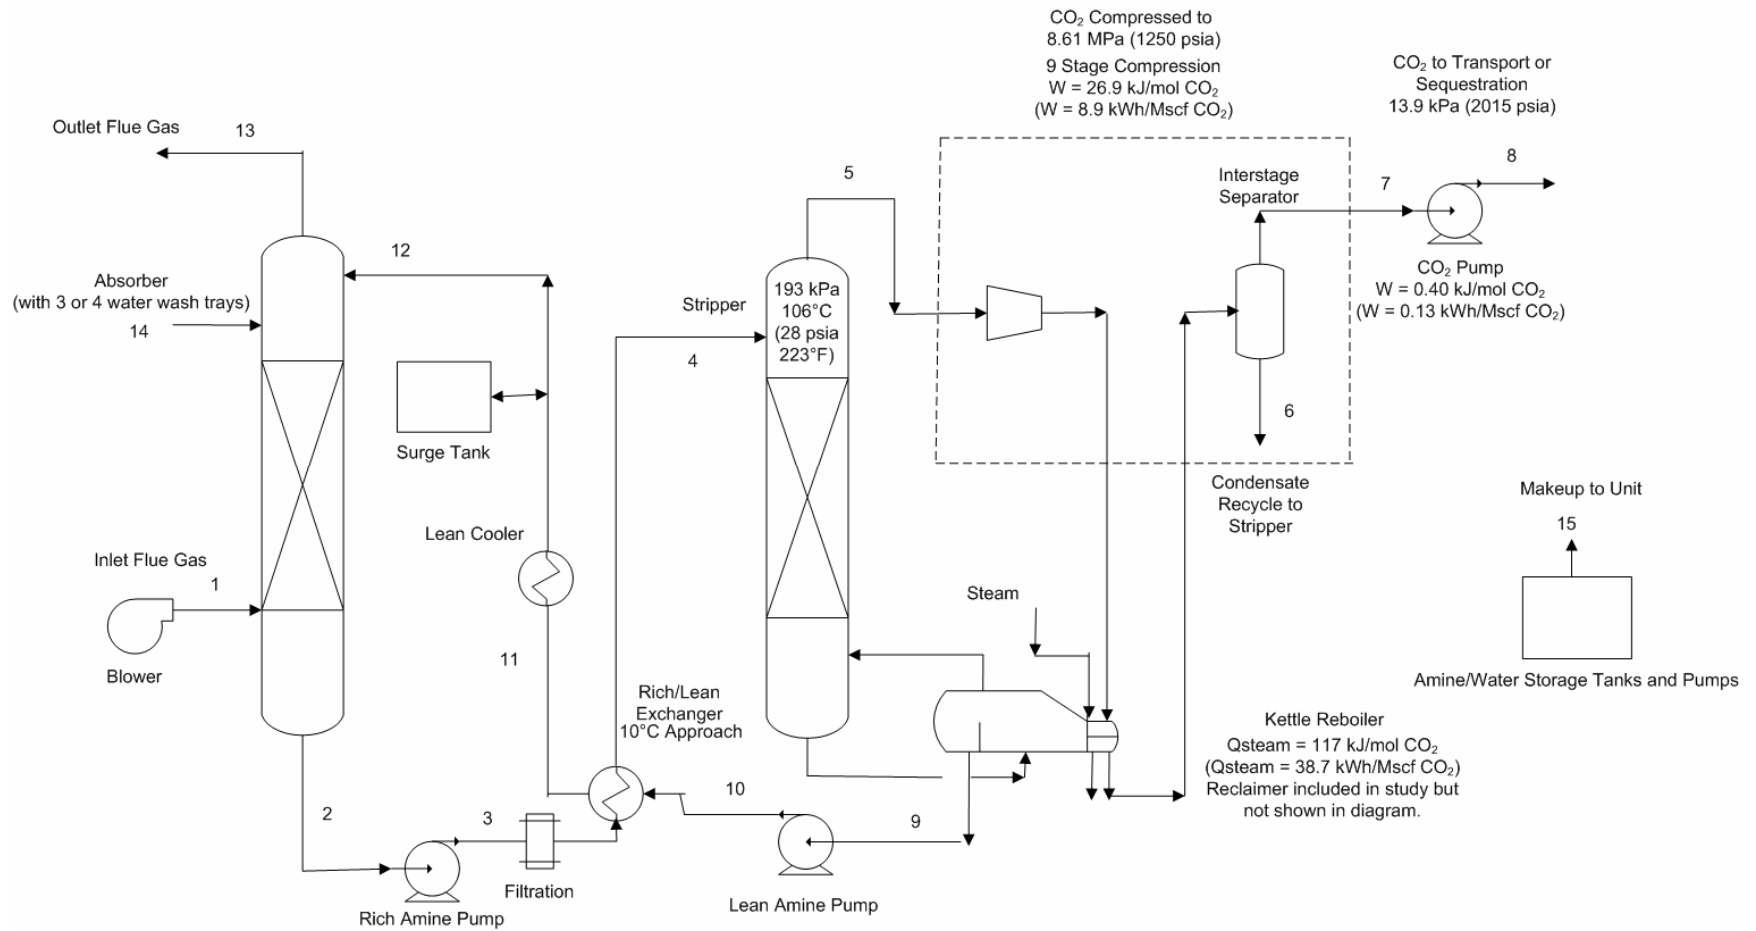 CO₂ Compressed to
8.61 MPa (1250 psia)
9 Stage Compression
W = 26.9 kJ/mol CO₂
(W = 8.9 kWh/Mscf CO₂)
CO₂ to Transport or
Sequestration
13.9 kPa (2015 psia)
Outlet Flue Gas
13
5
8
Interstage
Separator
7
12
Absorber
(with 3 or 4 water wash trays)
14
Stripper
193 kPa
106°C
(28 psia
223°F)
CO₂ Pump
W = 0.40 kJ/mol CO₂
(W = 0.13 kWh/Mscf CO₂)
4
6
Surge Tank
Condensate
Recycle to
Stripper
Makeup to Unit
15
Lean Cooler
Inlet Flue Gas
1
Steam
Blower
11
Rich/Lean
Exchanger
10°C Approach
Amine/Water Storage Tanks and Pumps
Kettle Reboiler
Qsteam = 117 kJ/mol CO₂
(Qsteam = 38.7 kWh/Mscf CO₂)
Reclaimer included in study but
not shown in diagram.
2
3
10
9
Filtration
Rich Amine Pump
Lean Amine Pump